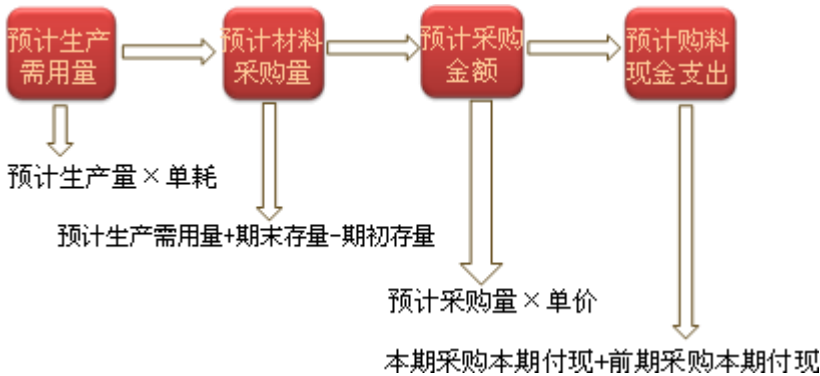 预计生产
需用量
预计材料
采购量
预计采购
金额
预计购料
现金支出
预计生产量×单耗
预计生产需用量+期末存量-期初存量
预计采购量×单价
本期采购本期付现+前期采购本期付现